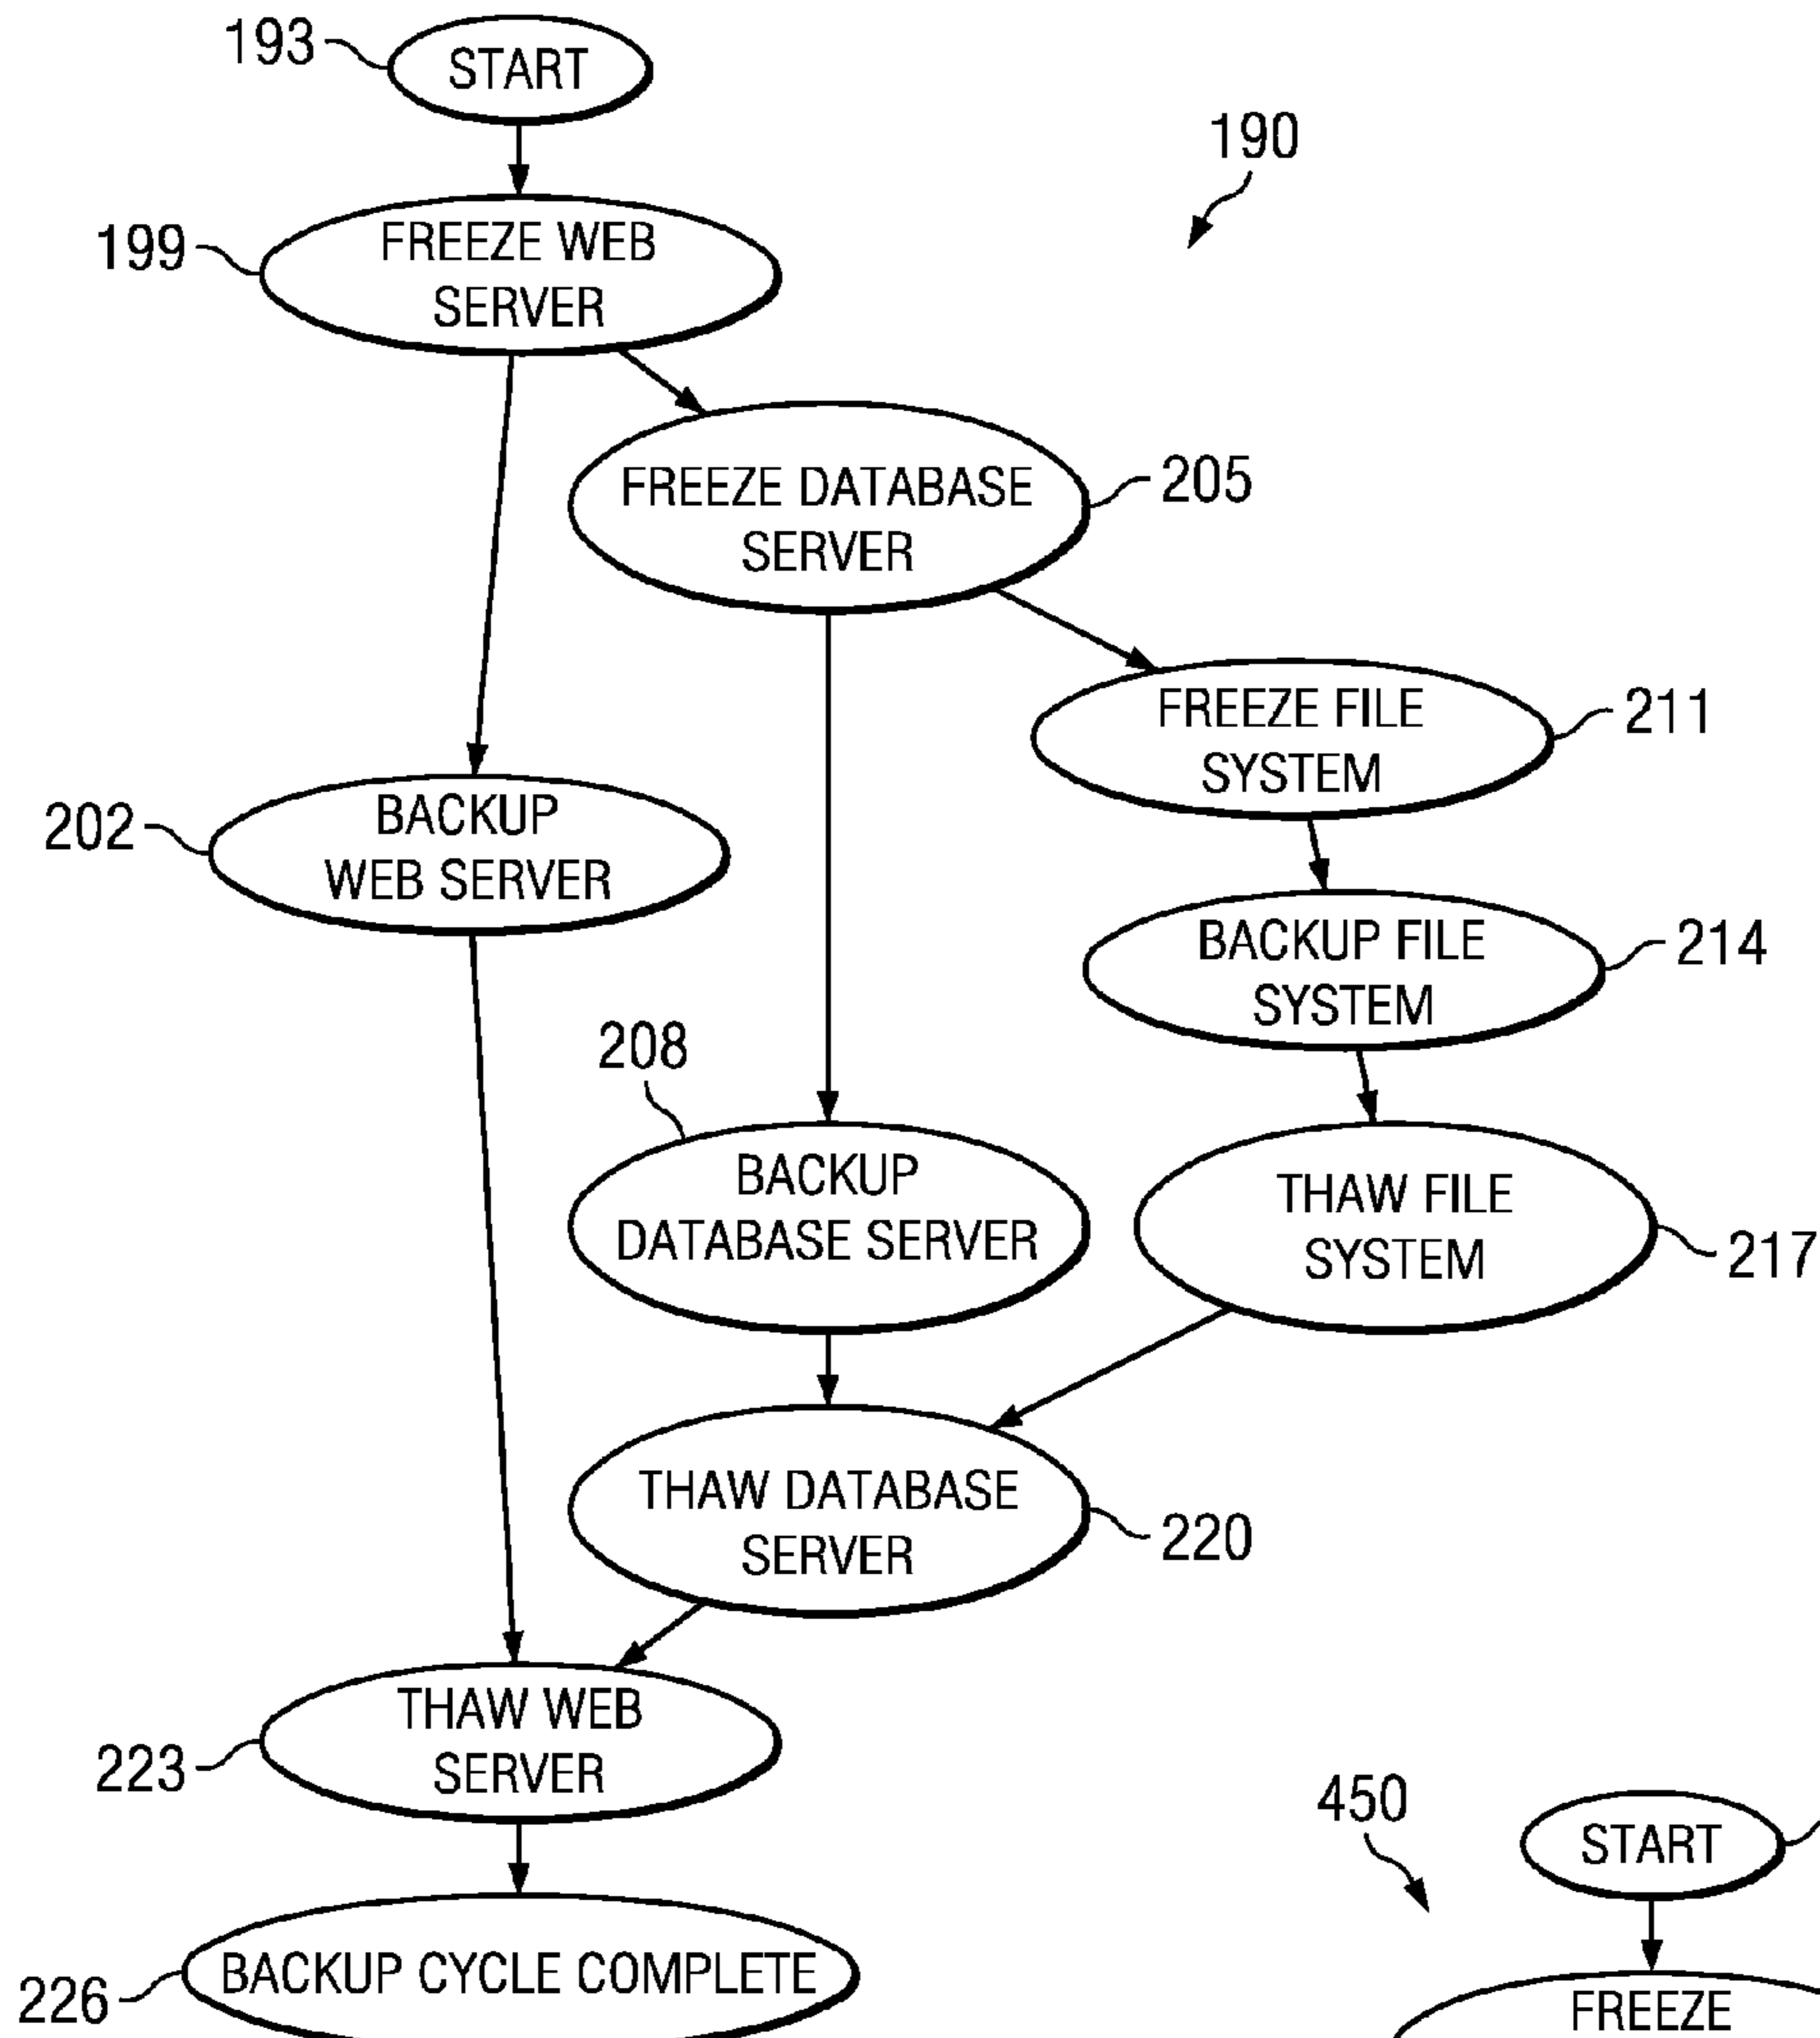 193
START
190
199
FREEZE WEB
SERVER
FREEZE DATABASE
SERVER
205
FREEZE FILE
SYSTEM
211
202
BACKUP
WEB SERVER
BACKUP FILE
SYSTEM
214
208
BACKUP
DATABASE SERVER
THAW FILE
SYSTEM
217
THAW DATABASE
SERVER
220
THAW WEB
SERVER
223
450
START
BACKUP CYCLE COMPLETE
226
FREEZE